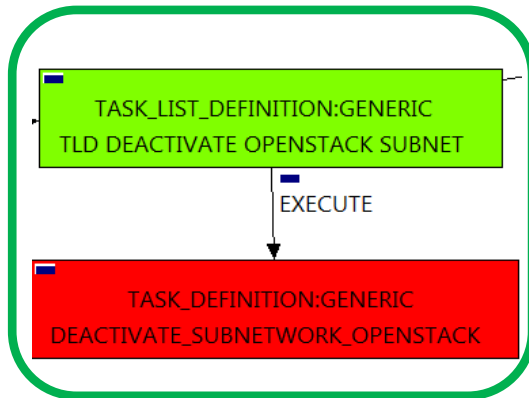 TASK_LIST_DEFINITION:GENERIC
TLD DEACTIVATE OPENSTACK SUBNET
EXECUTE
TASK_DEFINITION:GENERIC
DEACTIVATE_SUBNETWORK_OPENSTACK